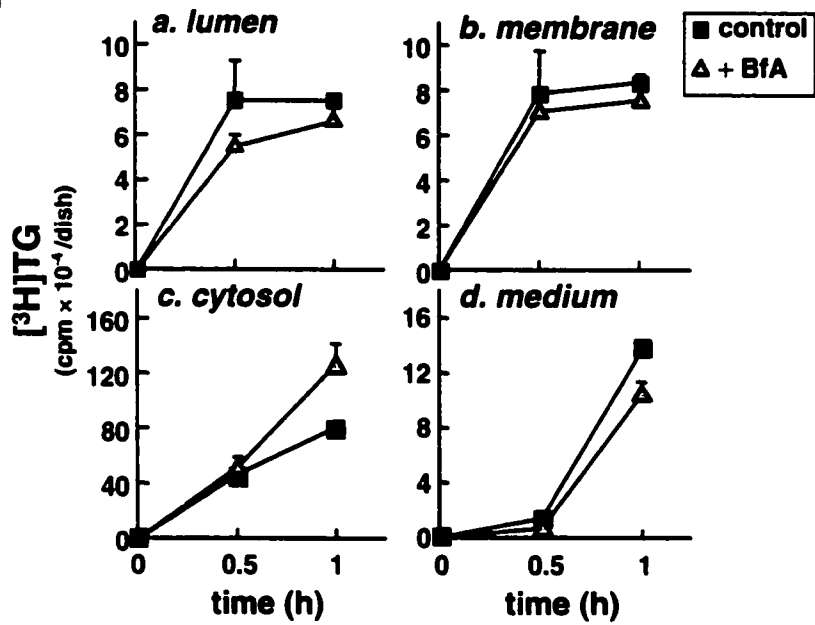 a. lumen
b. membrane
■ control
△ + BfA
10
8
6
4
2
0
10
8
6
4
2
0
[³H]TG
(cpm × 10⁻⁴/dish)
c. cytosol
d. medium
160
120
80
40
0
16
12
8
4
0
0 0.5 1
0 0.5 1
time (h)
time (h)